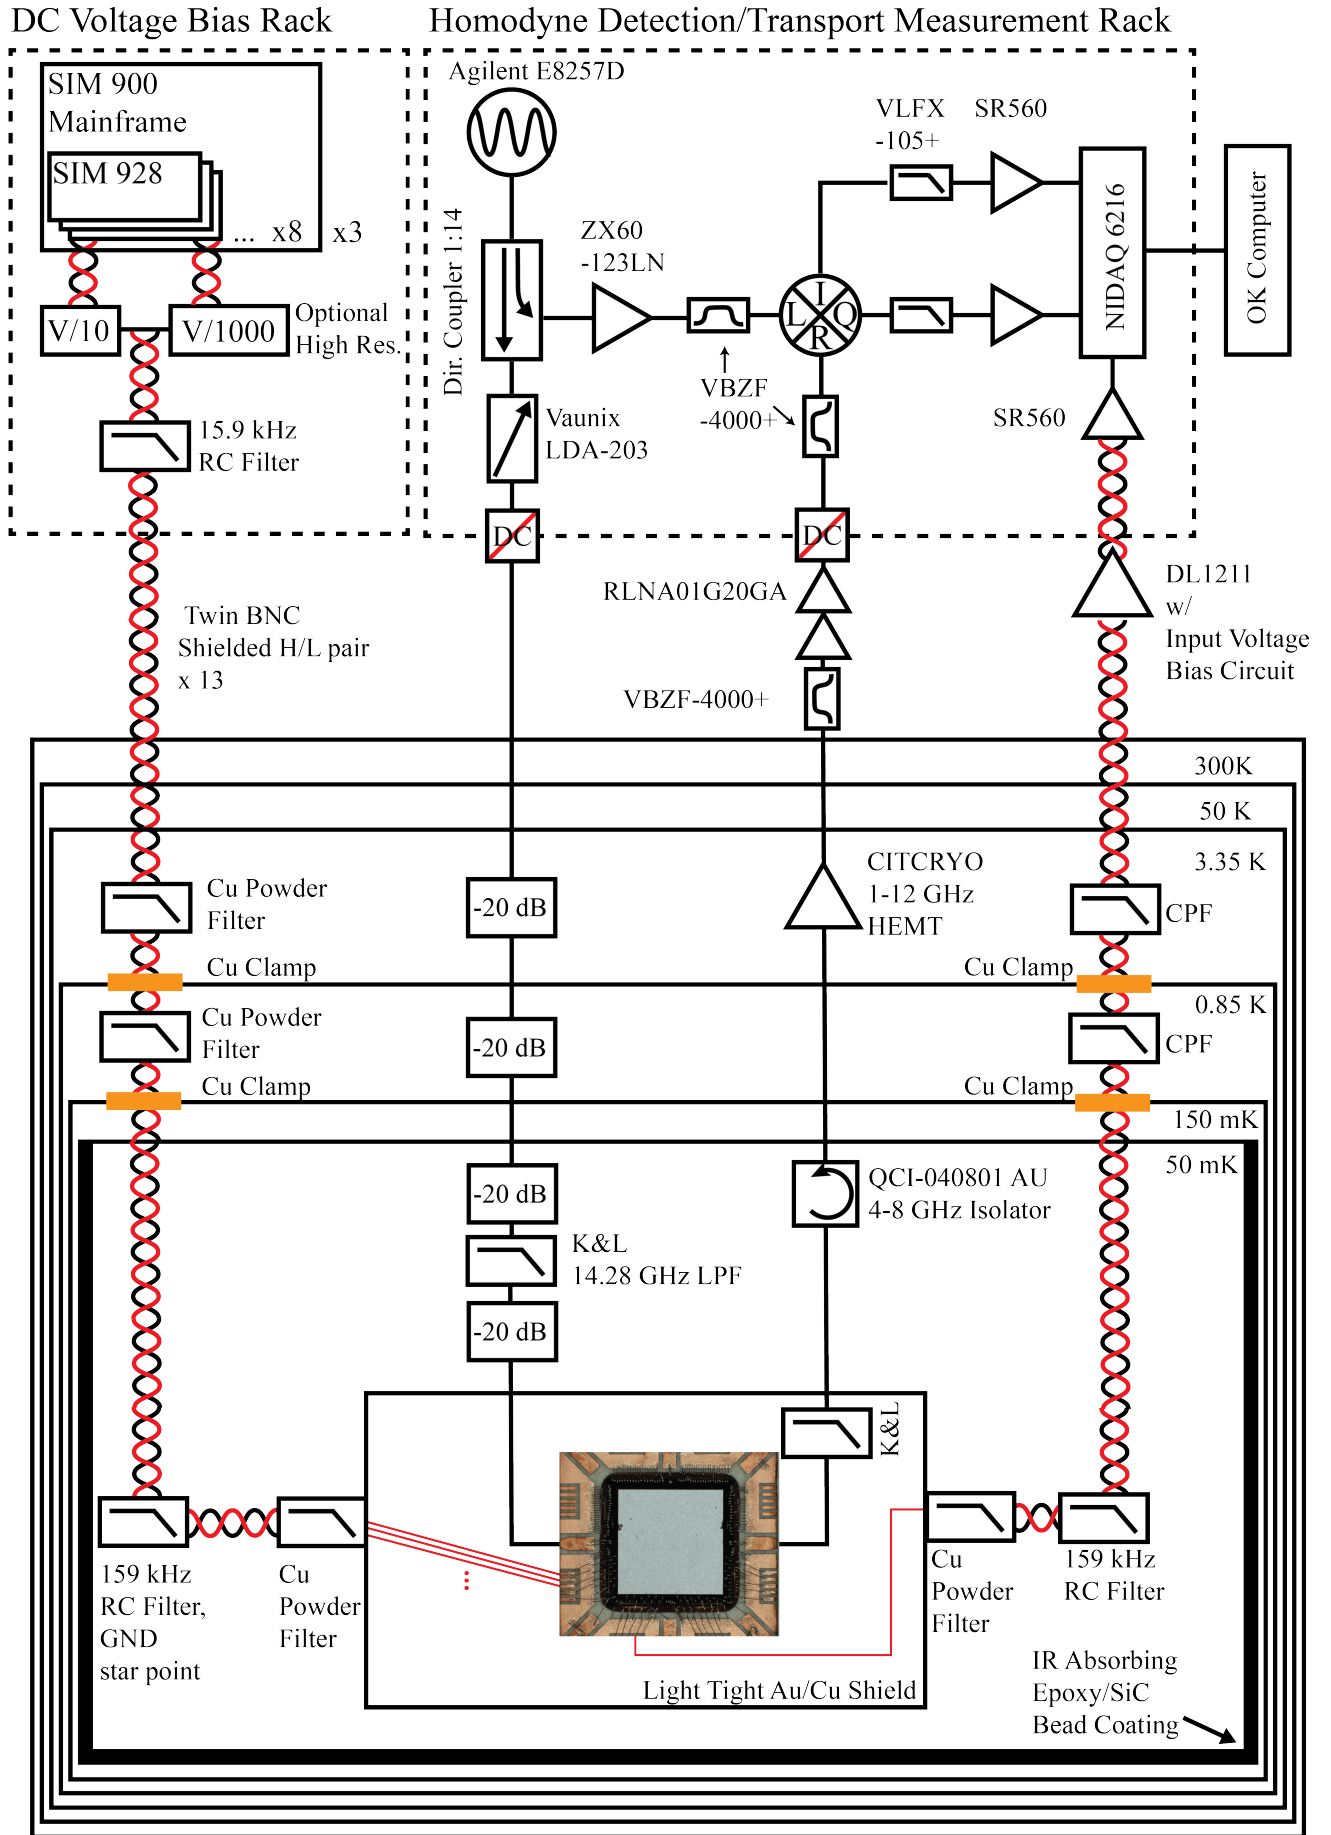 DC Voltage Bias Rack
SIM 900
Mainframe
SIM 928
... x8
x3
V/10
V/1000
Optional
High Res.
15.9 kHz
RC Filter
Twin BNC
Shielded H/L pair
x 13
Homodyne Detection/Transport Measurement Rack
Agilent E8257D
Dir. Coupler 1:14
ZX60
-123LN
VBZF
-4000+
L
I
Q
R
VLFX
-105+
SR560
NIDAQ 6216
OK Computer
SR560
Vaunix
LDA-203
DC
DC
RLNA01G20GA
VBZF-4000+
DL1211
w/
Input Voltage
Bias Circuit
300K
50 K
3.35 K
Cu Powder
Filter
-20 dB
CITCRYO
1-12 GHz
HEMT
CPF
Cu Clamp
Cu Clamp
0.85 K
Cu Powder
Filter
-20 dB
CPF
Cu Clamp
Cu Clamp
150 mK
50 mK
-20 dB
QCI-040801 AU
4-8 GHz Isolator
K&L
14.28 GHz LPF
-20 dB
K&L
159 kHz
RC Filter,
GND
star point
Cu
Powder
Filter
Cu
Powder
Filter
159 kHz
RC Filter
Light Tight Au/Cu Shield
IR Absorbing
Epoxy/SiC
Bead Coating